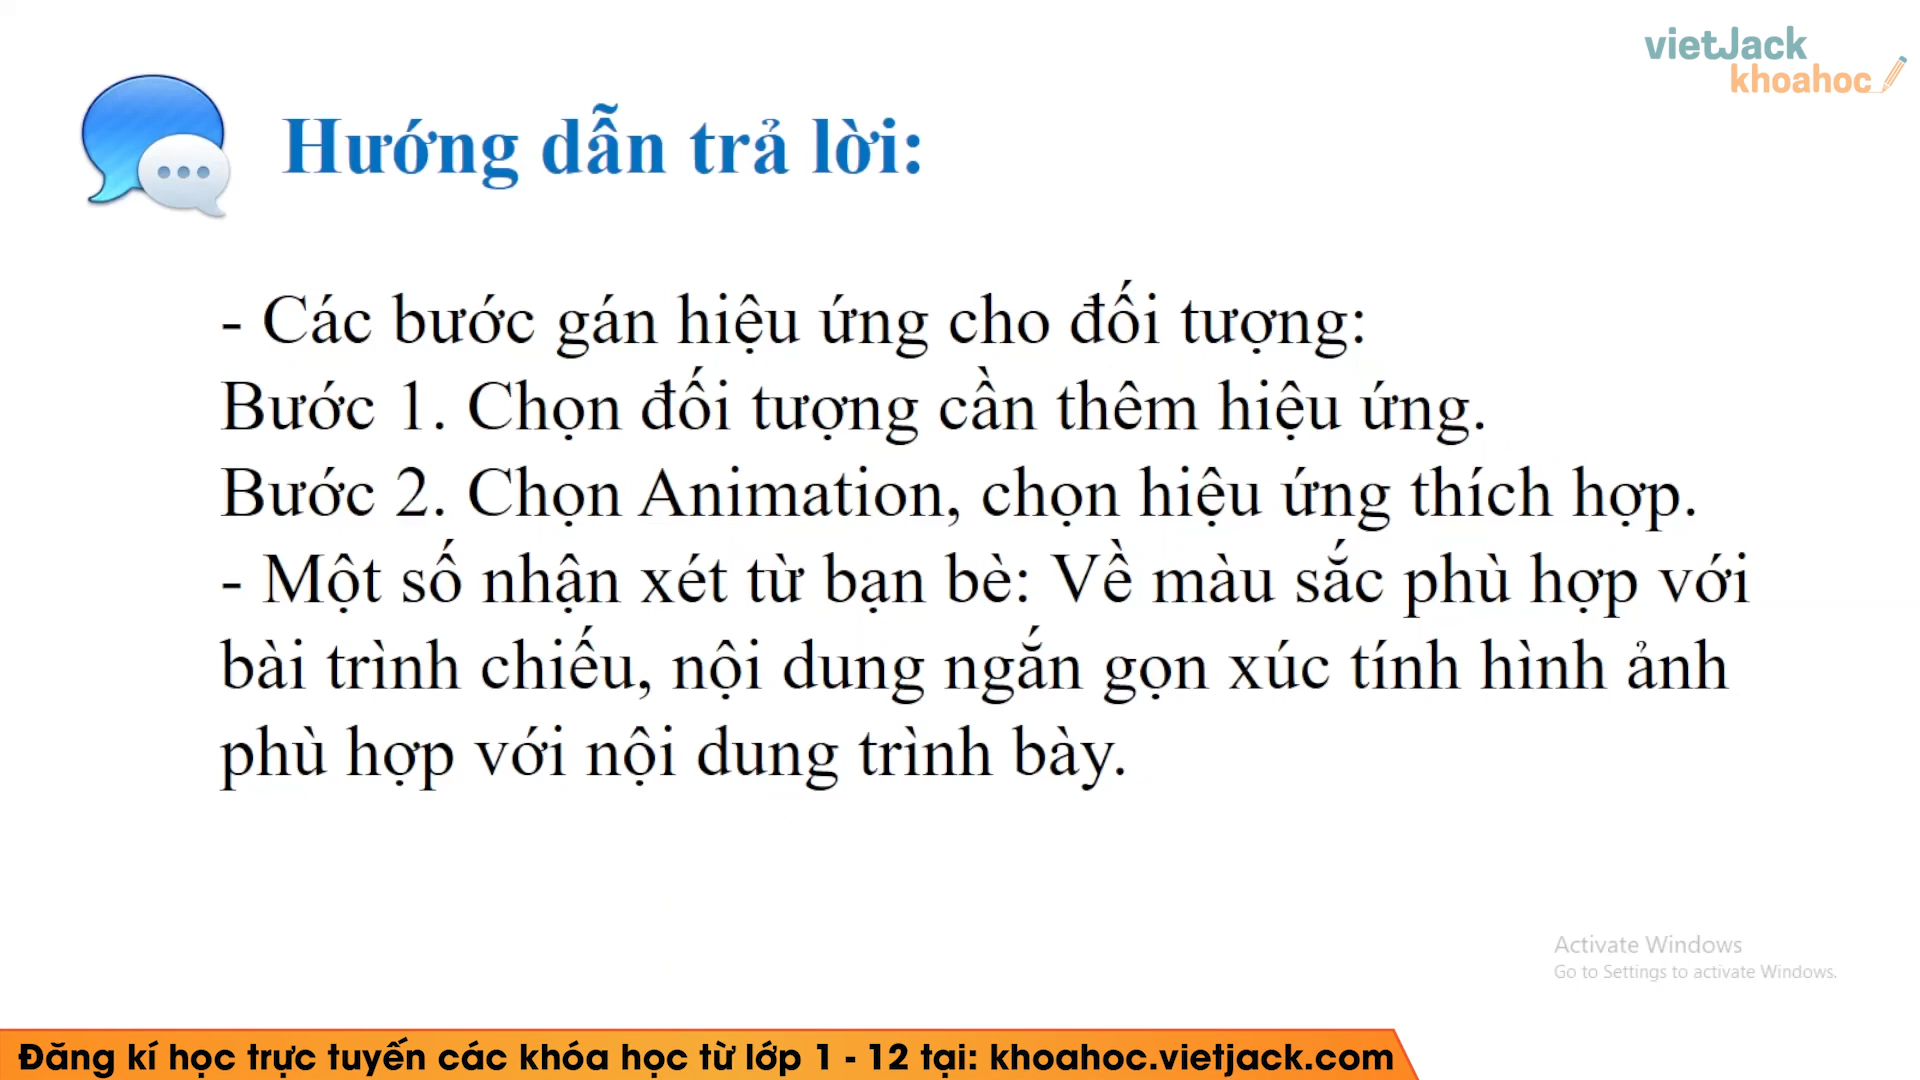 vietJack
khoahoc
Hướng dẫn trả lời:
- Các bước gán hiệu ứng cho đối tượng:
Bước 1. Chọn đối tượng cần thêm hiệu ứng.
Bước 2. Chọn Animation, chọn hiệu ứng thích hợp.
- Một số nhận xét từ bạn bè: Về màu sắc phù hợp với
bài trình chiếu, nội dung ngắn gọn xúc tính hình ảnh
phù hợp với nội dung trình bày.
Activate Windows
Go to Settings to activate Windows.
Đăng kí học trực tuyến các khóa học từ lớp 1 - 12 tại: khoahoc.vietjack.com